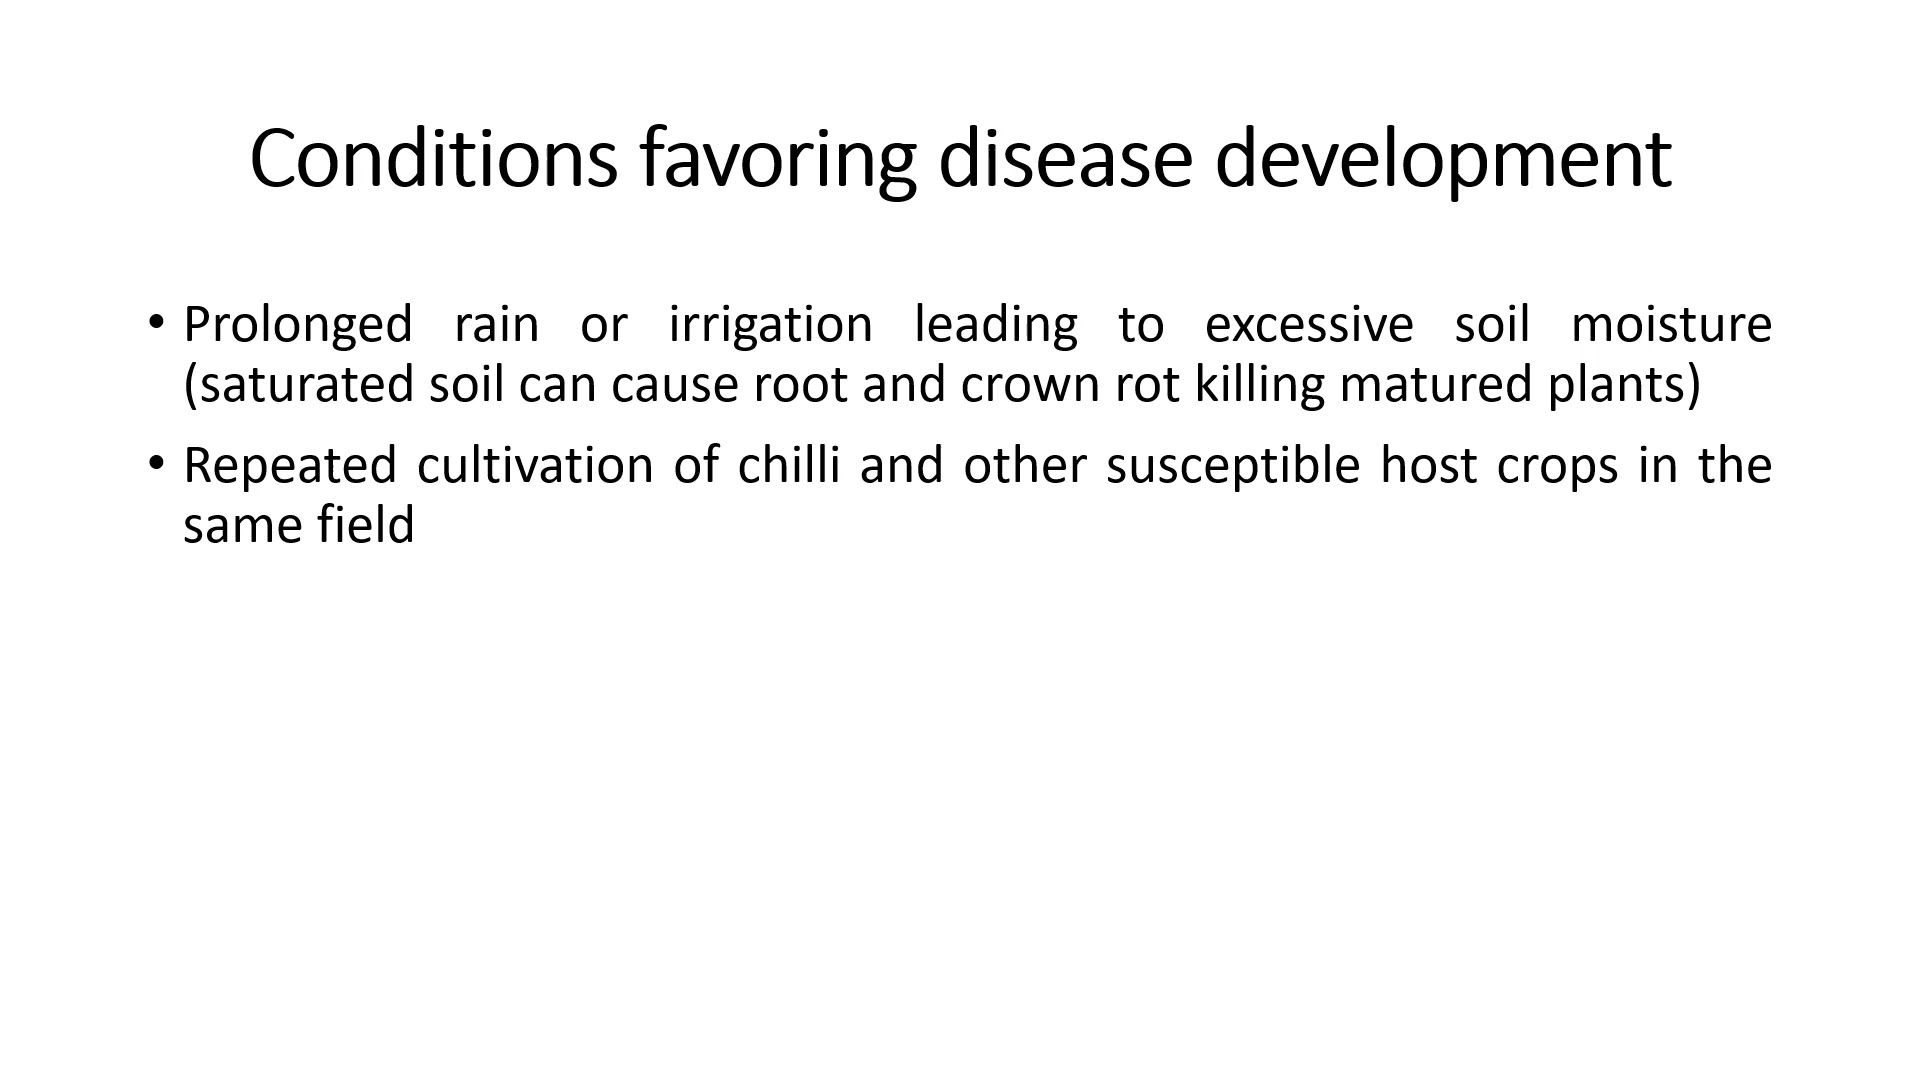 Conditions favoring disease development
• Prolonged rain or irrigation leading to excessive soil moisture
(saturated soil can cause root and crown rot killing matured plants)
• Repeated cultivation of chilli and other susceptible host crops in the
same field